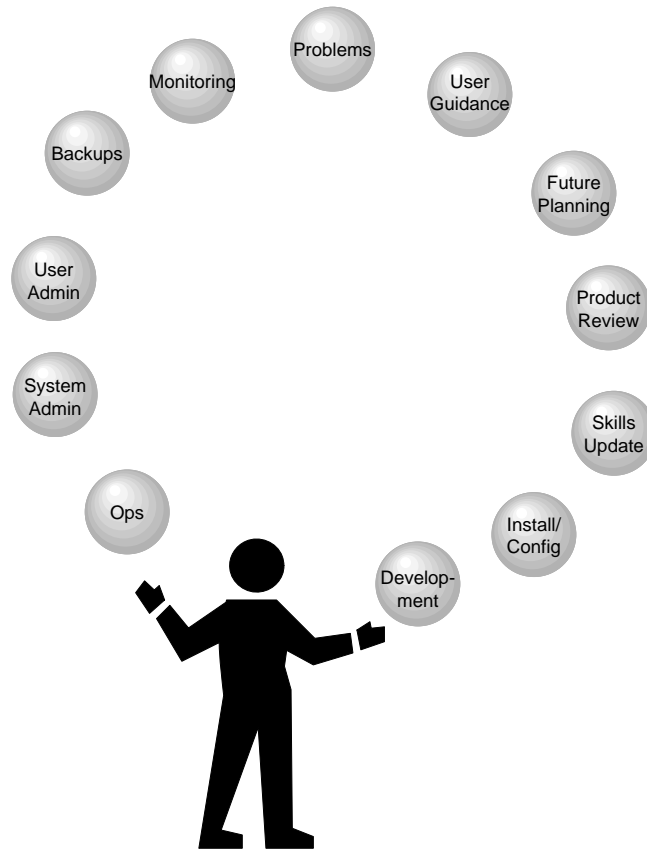 Problems
Monitoring
User
Guidance
Backups
Future
Planning
User
Admin
Product
Review
System
Admin
Skills
Update
Ops
Install/
Config
Develop-
ment